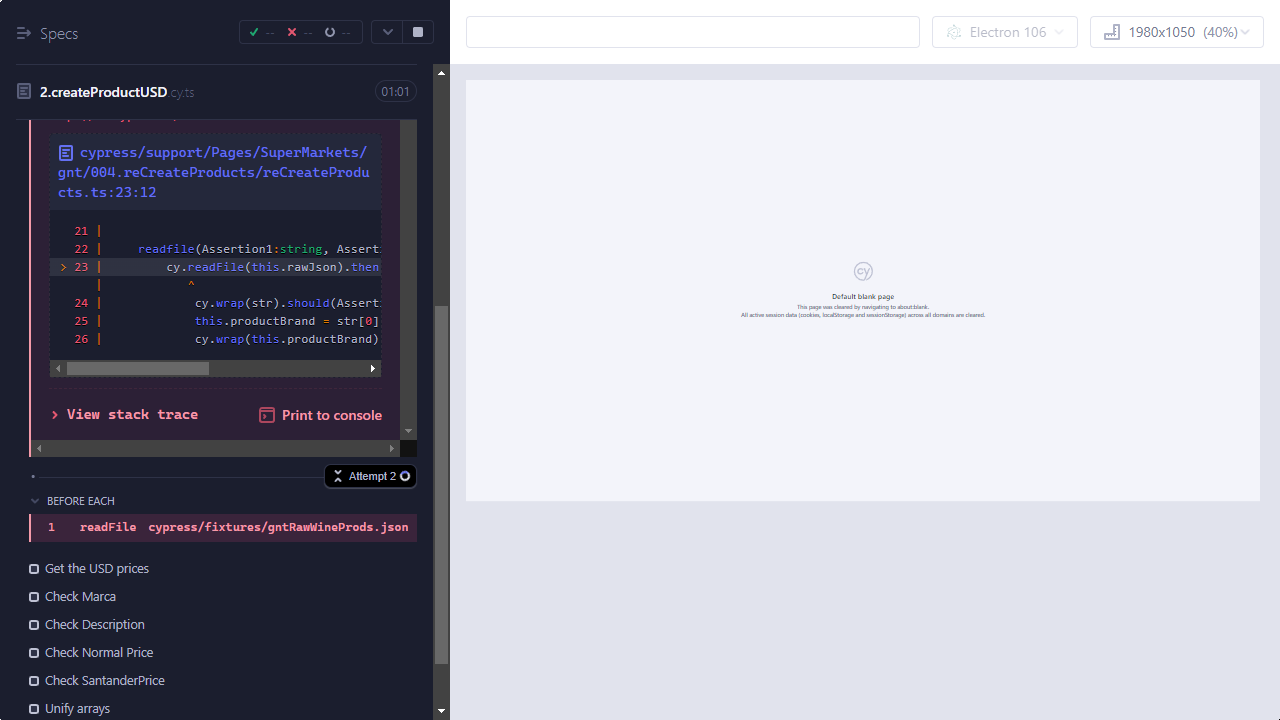 Specs
--
--
--
Electron 106
1980x1050 (40%)
2.createProductUSD.cy.ts
01:01
cypress/support/Pages/SuperMarkets/
gnt/004.reCreateProducts/reCreateProdu
cts.ts:23:12
21 |
22 | readfile(Assertion1:string, Asserti
> 23 | cy.readFile(this.rawJson).then
| ^
24 | cy.wrap(str).should(Asserti
25 | this.productBrand = str[0]
26 | cy.wrap(this.productBrand)
View stack trace
Print to console
Attempt 2
BEFORE EACH
1 readFile cypress/fixtures/gntRawWineProds.json
Get the USD prices
Check Marca
Check Description
Check Normal Price
Check SantanderPrice
Unify arrays
cy
Default blank page
This page was cleared by navigating to about:blank.
All active session data (cookies, localStorage and sessionStorage) across all domains are cleared.